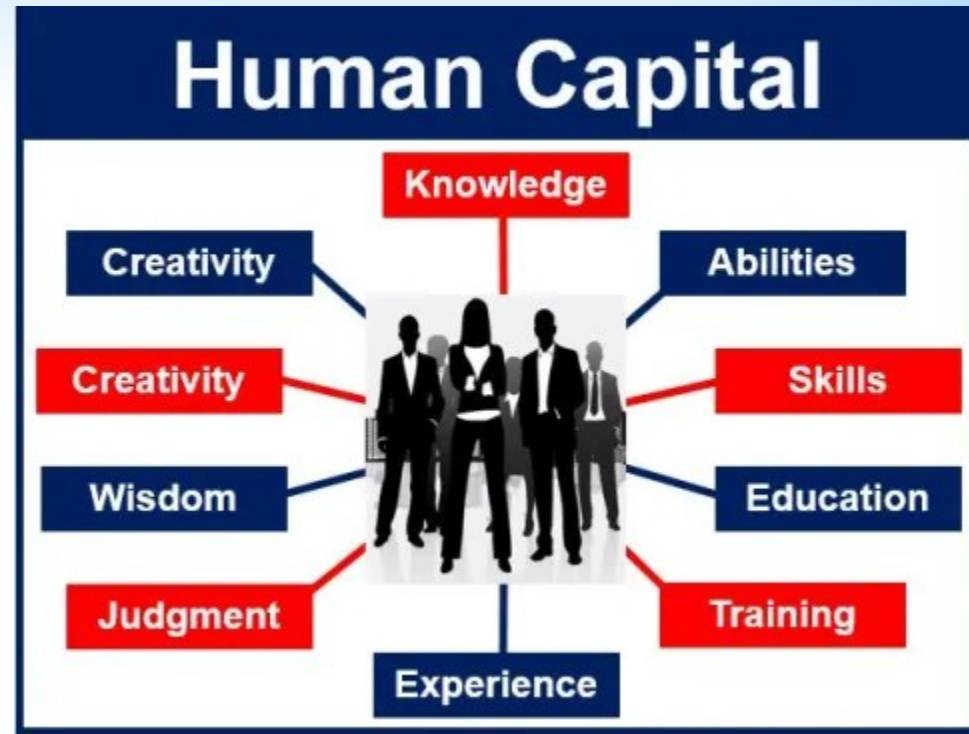 Human Capital
Knowledge
Creativity
Abilities
Creativity
Skills
Wisdom
Education
Judgment
Training
Experience